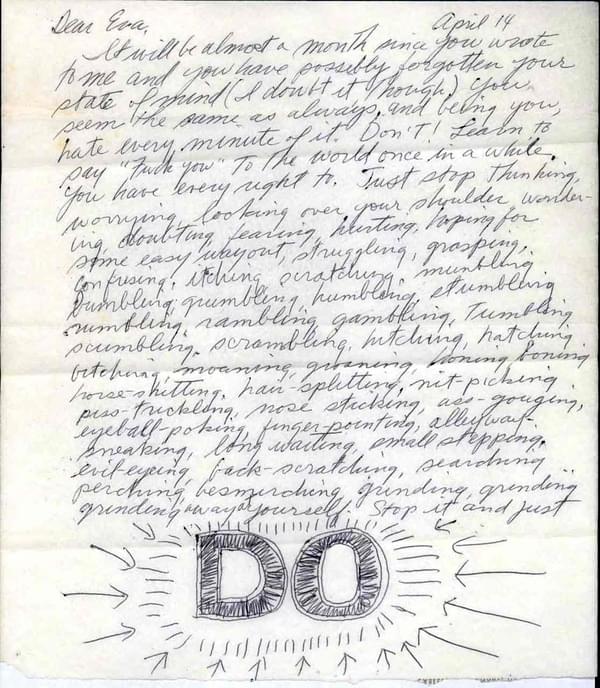 Dear Eva, April 14
It will be almost a month since you wrote
to me and you have possibly forgotten your
state of mind (I doubt it though). You
seem the same as always, and being you,
hate every minute of it. Don't! Learn to
say "Fuck You" to the world once in a while.
You have every right to. Just stop thinking,
worrying, looking over your shoulder wonder-
ing, doubting, fearing, hurting, hoping for
some easy way out, struggling, grasping,
confusing, itching, scratching, mumbling,
bumbling, grumbling, humbling, stumbling,
rumbling, rambling, gambling, tumbling,
scumbling, scrambling, hitching, hatching,
bitching, moaning, groaning, honing, boning,
horse-shitting, hair-splitting, nit-picking,
piss-trickling, nose sticking, ass-gouging,
eyeball-poking, finger-pointing, alleyway-
sneaking, long waiting, small stepping,
evil-eyeing, back-scratching, searching,
perching, besmirching, grinding, grinding
grinding away at yourself. Stop it and just
DO